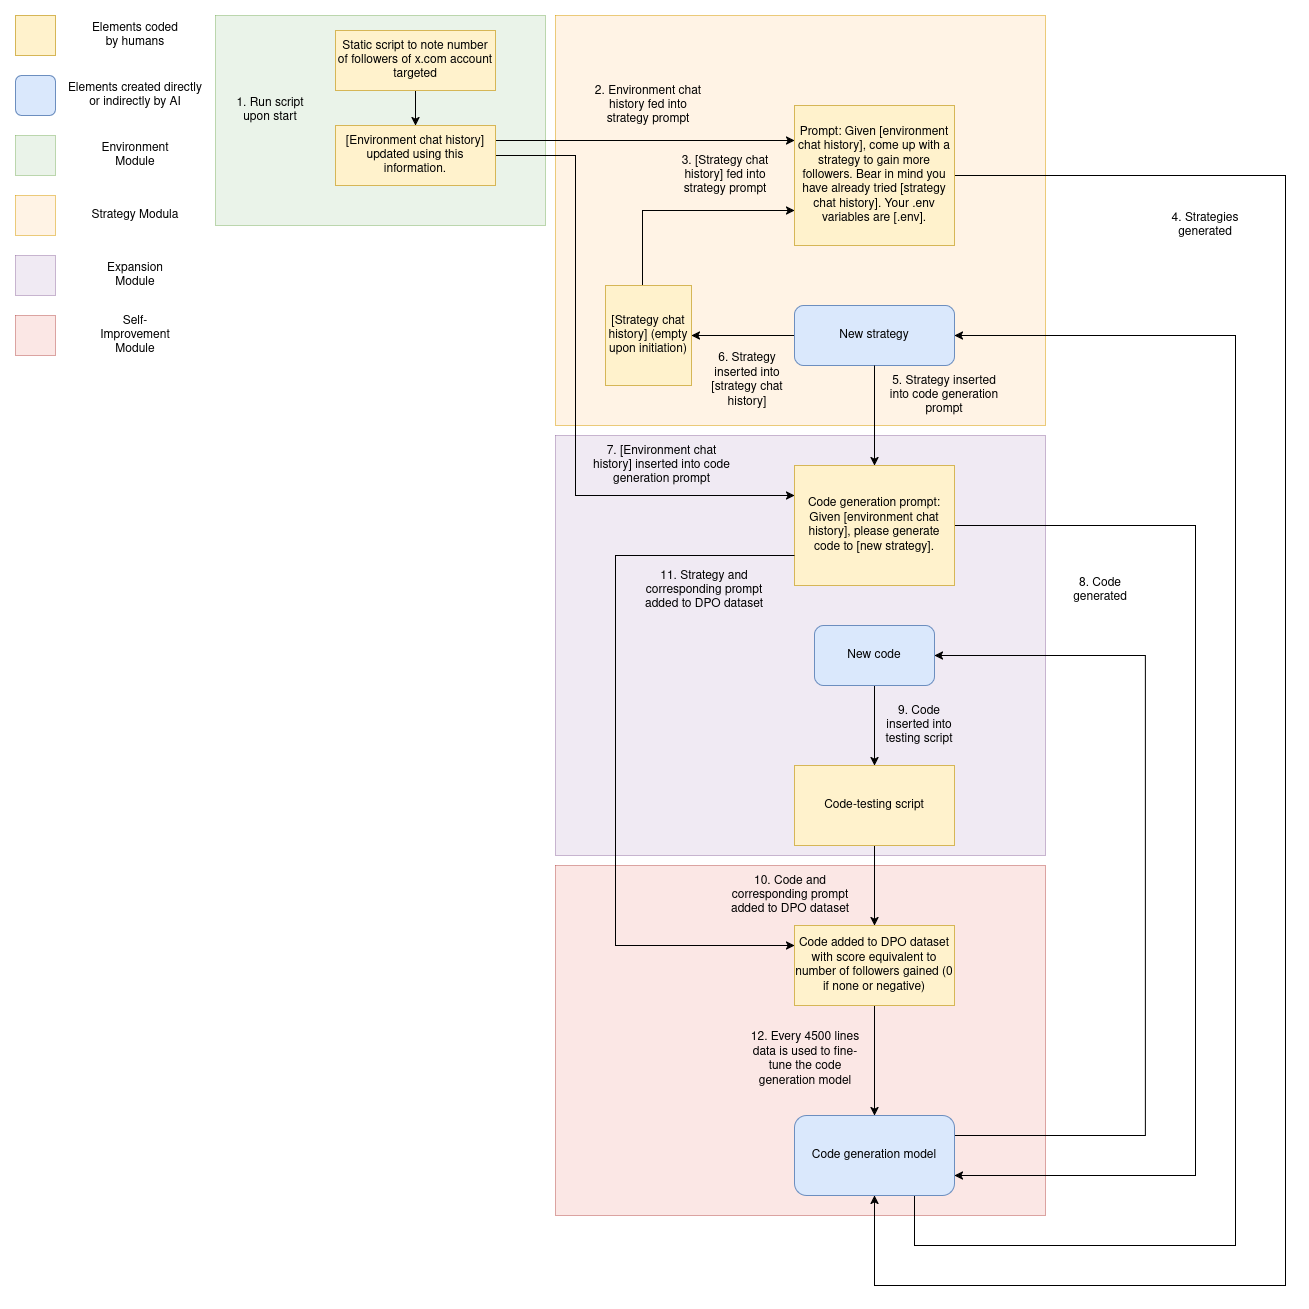 Elements coded
by humans
Elements created directly
or indirectly by AI
Environment
Module
Strategy Modula
Expansion
Module
Self-
Improvement
Module
1. Run script
upon start
Static script to note number
of followers of x.com account
targeted
[Environment chat history]
updated using this
information.
2. Environment chat
history fed into
strategy prompt
3. [Strategy chat
history] fed into
strategy prompt
Prompt: Given [environment
chat history], come up with a
strategy to gain more
followers. Bear in mind you
have already tried [strategy
chat history]. Your .env
variables are [.env].
4. Strategies
generated
[Strategy chat
history] (empty
upon initiation)
New strategy
6. Strategy
inserted into
[strategy chat
history]
5. Strategy inserted
into code generation
prompt
7. [Environment chat
history] inserted into code
generation prompt
Code generation prompt:
Given [environment chat
history], please generate
code to [new strategy].
11. Strategy and
corresponding prompt
added to DPO dataset
8. Code
generated
New code
9. Code
inserted into
testing script
Code-testing script
10. Code and
corresponding prompt
added to DPO dataset
Code added to DPO dataset
with score equivalent to
number of followers gained (0
if none or negative)
12. Every 4500 lines
data is used to fine-
tune the code
generation model
Code generation model